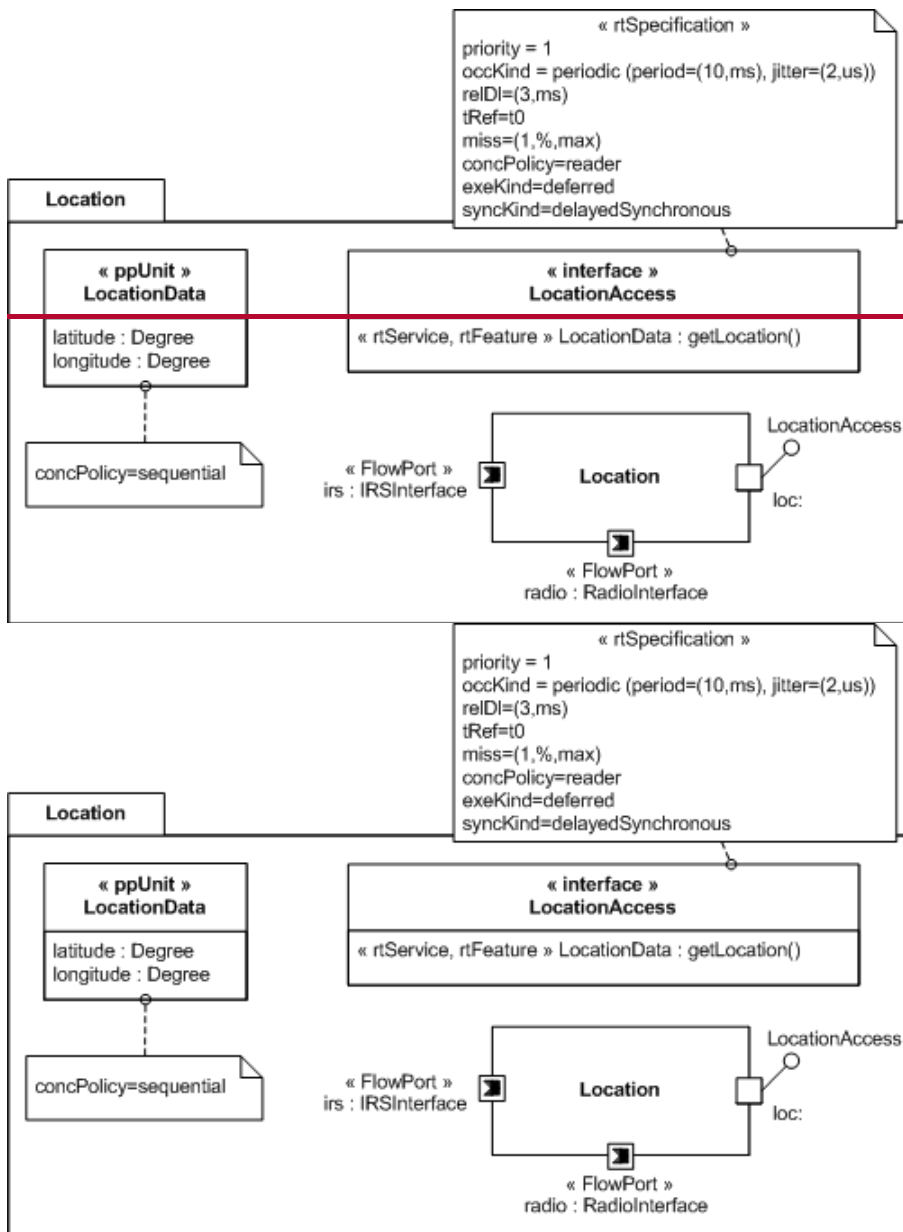 « rtSpecification »
priority = 1
occKind = periodic (period=(10,ms), jitter=(2,us))
relDl=(3,ms)
tRef=t0
miss=(1,%,max)
concPolicy=reader
exeKind=deferred
syncKind=delayedSynchronous
Location
« ppUnit »
LocationData
latitude : Degree
longitude : Degree
concPolicy=sequential
« interface »
LocationAccess
« rtService, rtFeature » LocationData : getLocation()
LocationAccess
« FlowPort »
irs : IRSInterface
Location
loc:
« FlowPort »
radio : RadioInterface
« rtSpecification »
priority = 1
occKind = periodic (period=(10,ms), jitter=(2,us))
relDl=(3,ms)
tRef=t0
miss=(1,%,max)
concPolicy=reader
exeKind=deferred
syncKind=delayedSynchronous
Location
« ppUnit »
LocationData
latitude : Degree
longitude : Degree
concPolicy=sequential
« interface »
LocationAccess
« rtService, rtFeature » LocationData : getLocation()
LocationAccess
« FlowPort »
irs : IRSInterface
Location
loc:
« FlowPort »
radio : RadioInterface